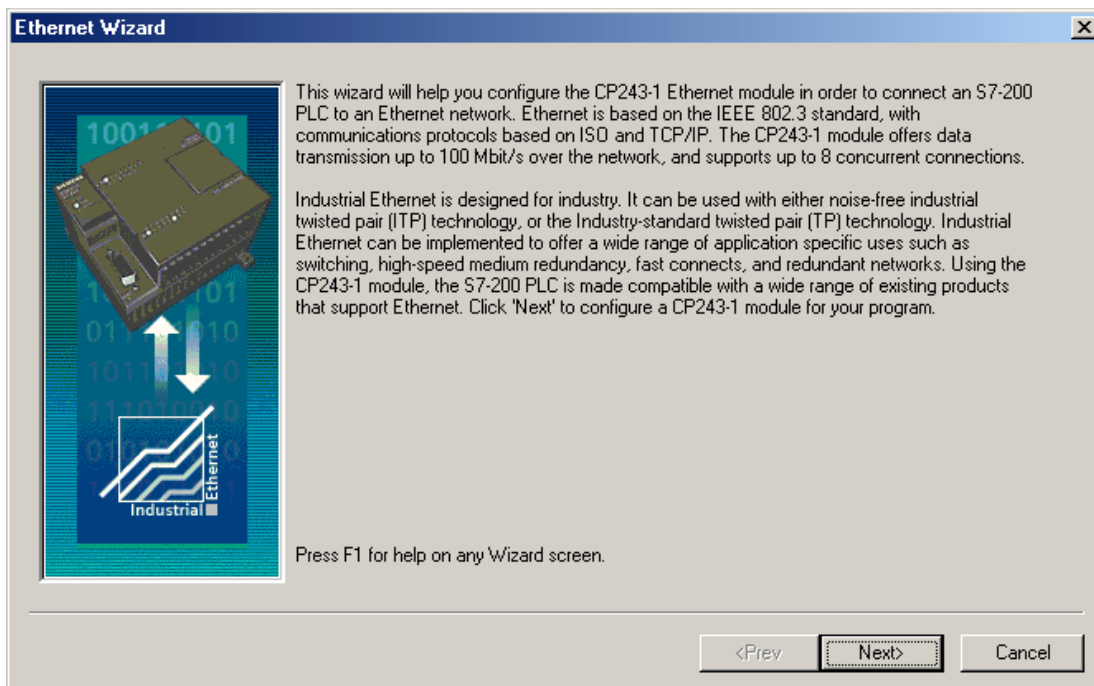 Ethernet Wizard
This wizard will help you configure the CP243-1 Ethernet module in order to connect an S7-200
PLC to an Ethernet network. Ethernet is based on the IEEE 802.3 standard, with
communications protocols based on ISO and TCP/IP. The CP243-1 module offers data
transmission up to 100 Mbit/s over the network, and supports up to 8 concurrent connections.
Industrial Ethernet is designed for industry. It can be used with either noise-free industrial
twisted pair (ITP) technology, or the Industry-standard twisted pair (TP) technology. Industrial
Ethernet can be implemented to offer a wide range of application specific uses such as
switching, high-speed medium redundancy, fast connects, and redundant networks. Using the
CP243-1 module, the S7-200 PLC is made compatible with a wide range of existing products
that support Ethernet. Click 'Next' to configure a CP243-1 module for your program.
Industrial
Ethernet
Press F1 for help on any Wizard screen.
<Prev
Next>
Cancel